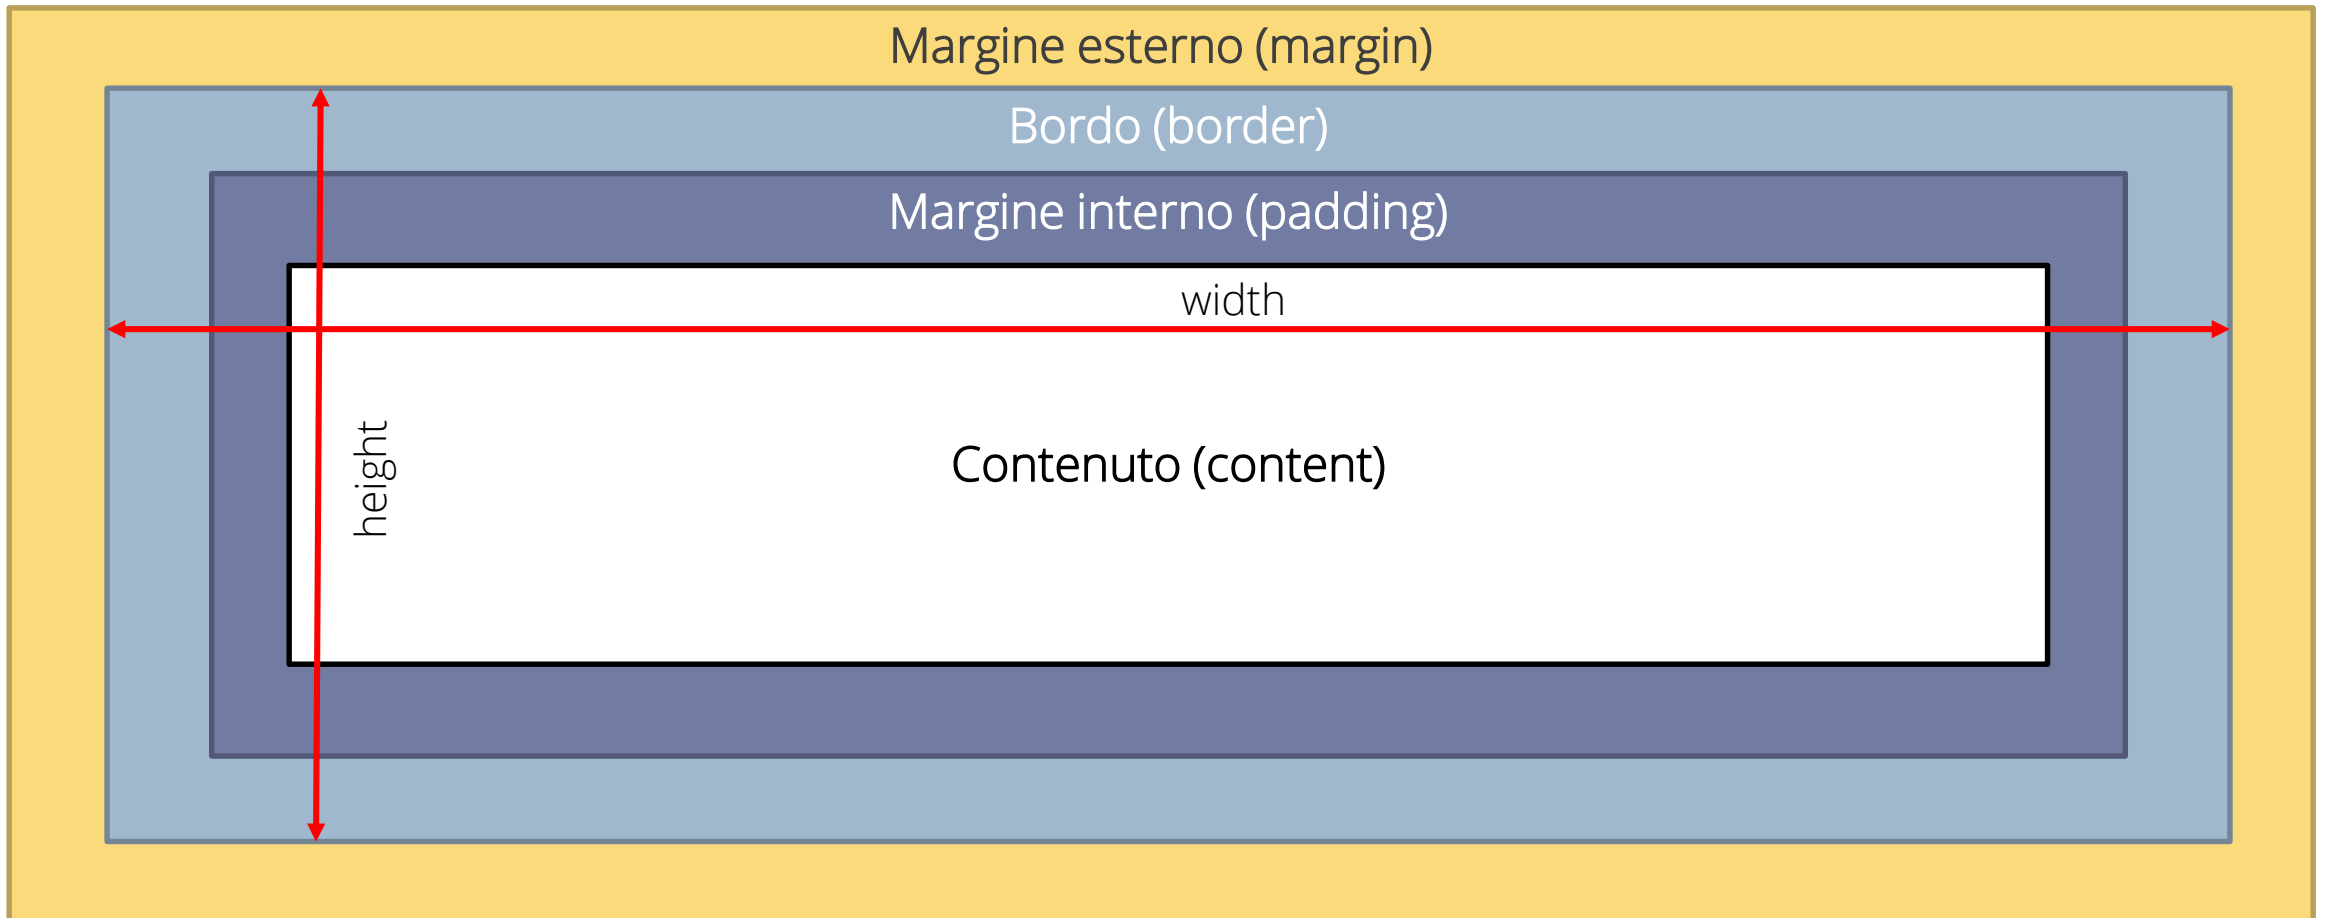 Margine esterno (margin)
Bordo (border)
Margine interno (padding)
width
height
Contenuto (content)